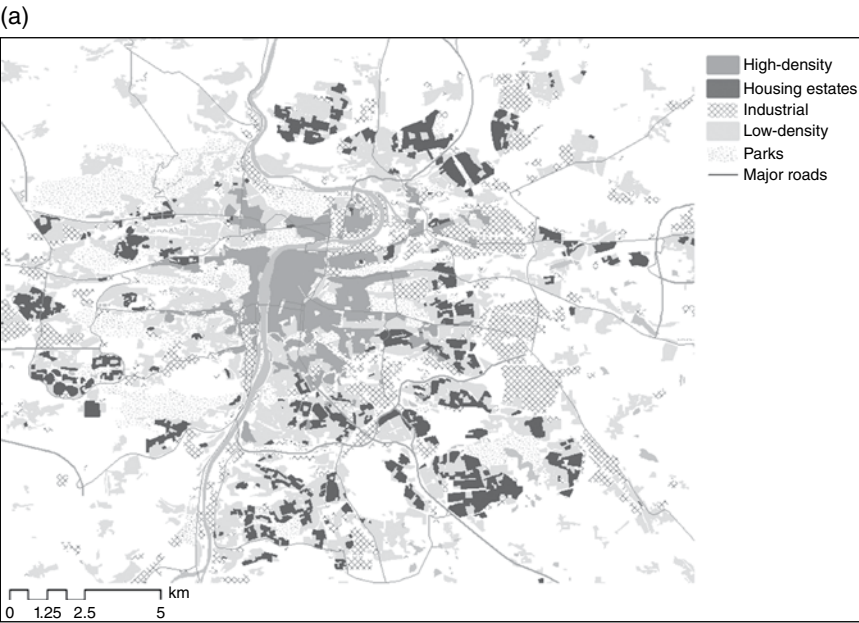 (a)
High-density
Housing estates
Industrial
Low-density
Parks
Major roads
km
0 1.25 2.5 5